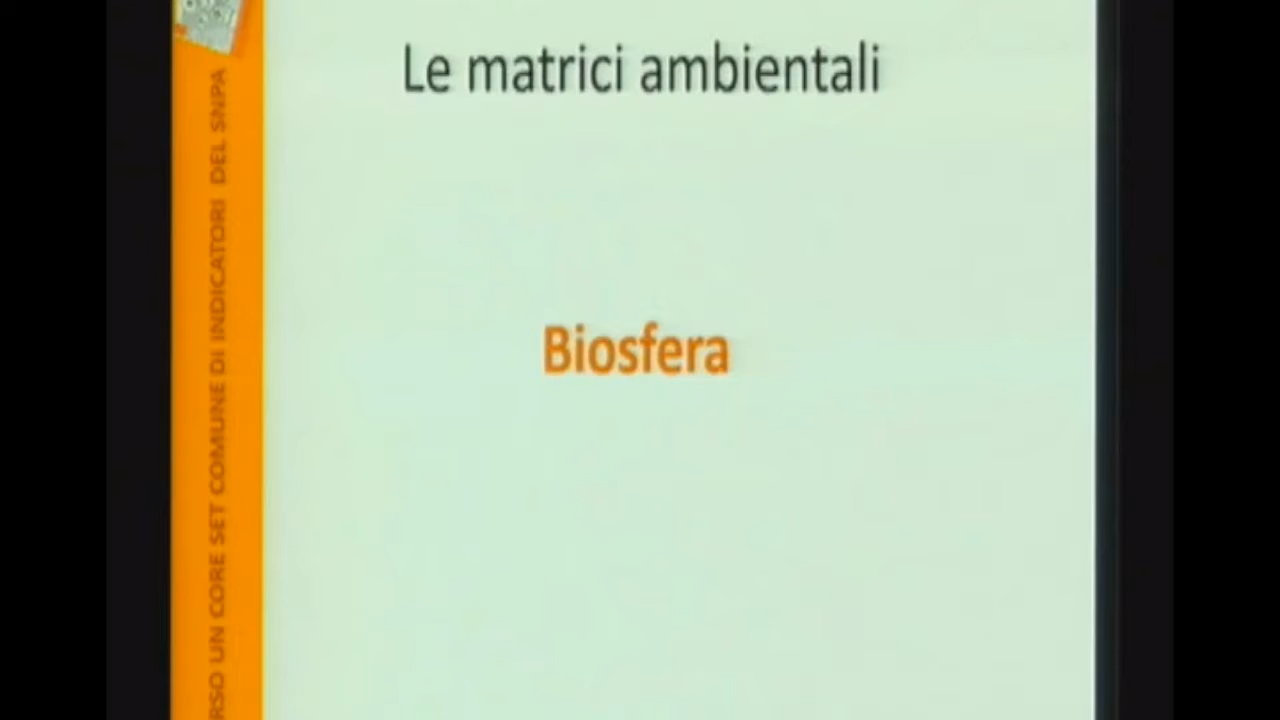 Le matrici ambientali
Biosfera
RSO UN CORE SET COMUNE DI INDICATORI DEL SNPA